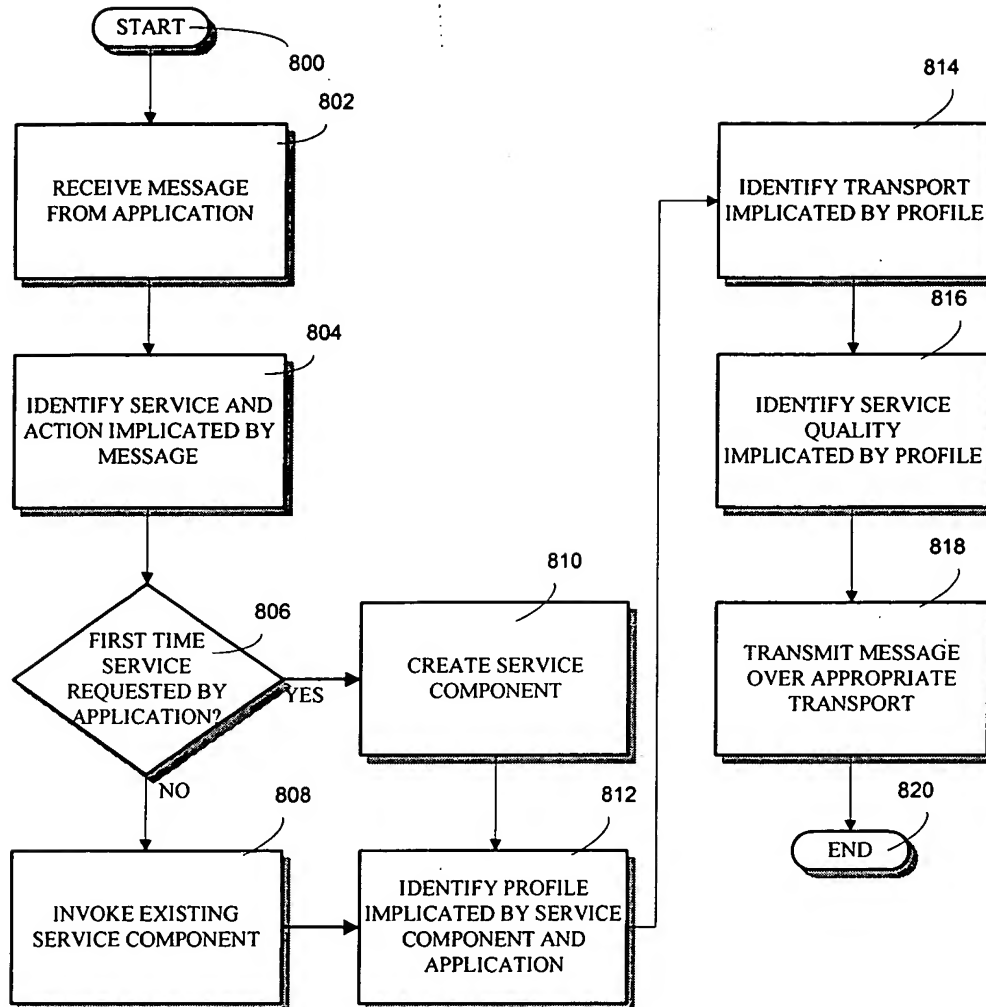 START
800
802
RECEIVE MESSAGE
FROM APPLICATION
804
IDENTIFY SERVICE AND
ACTION IMPLICATED BY
MESSAGE
806
FIRST TIME
SERVICE
REQUESTED BY
APPLICATION?
YES
NO
808
INVOKE EXISTING
SERVICE COMPONENT
810
CREATE SERVICE
COMPONENT
812
IDENTIFY PROFILE
IMPLICATED BY SERVICE
COMPONENT AND
APPLICATION
814
IDENTIFY TRANSPORT
IMPLICATED BY PROFILE
816
IDENTIFY SERVICE
QUALITY
IMPLICATED BY PROFILE
818
TRANSMIT MESSAGE
OVER APPROPRIATE
TRANSPORT
820
END